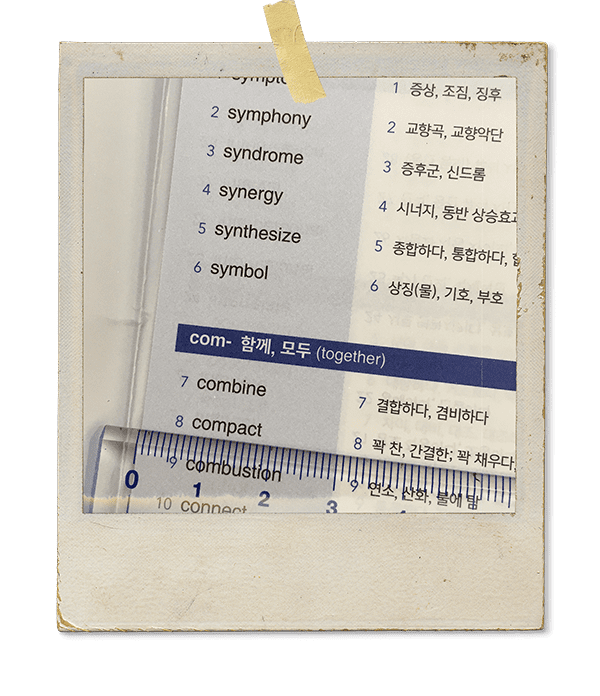 sympto
1 증상, 조짐, 징후
2 symphony
2 교향곡, 교향악단
3 syndrome
3 증후군, 신드롬
4 synergy
4 시너지, 동반 상승효과
5 synthesize
5 종합하다, 통합하다,
6 symbol
6 상징(물), 기호, 부호
com- 함께, 모두 (together)
7 combine
7 결합하다, 겸비하다
8 compact
8 꽉 찬, 간결한; 꽉 채우다,
9 combustion
9 연소, 산화, 불에 탐
10 connect
0 1 2 3